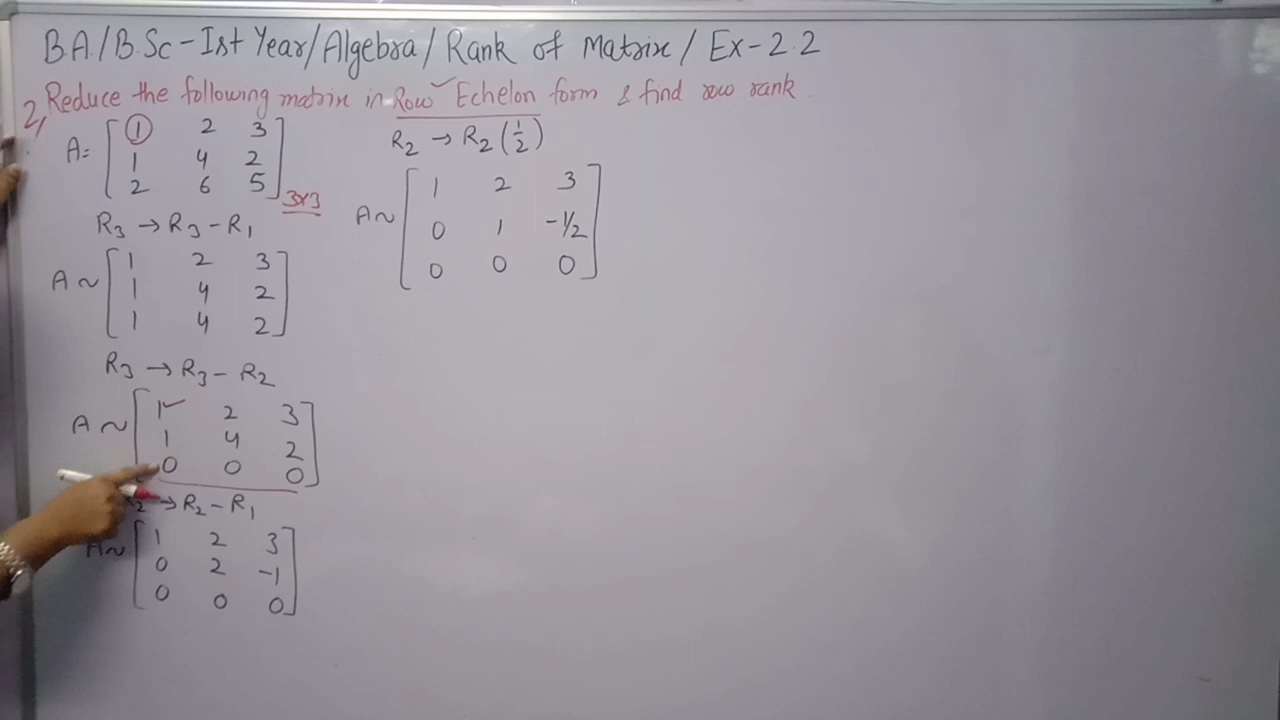 B.A./B.Sc - Ist Year/Algebra/Rank of Matrix/Ex-2.2
2, Reduce the following matrix in Row Echelon form & find row rank
A= [ 1 2 3
1 4 2
2 6 5 ] 3x3
R3 → R3 - R1
A ~ [ 1 2 3
1 4 2
1 4 2 ]
R3 → R3 - R2
A ~ [ 1 2 3
1 4 2
0 0 0 ]
R2 → R2 - R1
A ~ [ 1 2 3
0 2 -1
0 0 0 ]
R2 → R2 (1/2)
A ~ [ 1 2 3
0 1 -1/2
0 0 0 ]